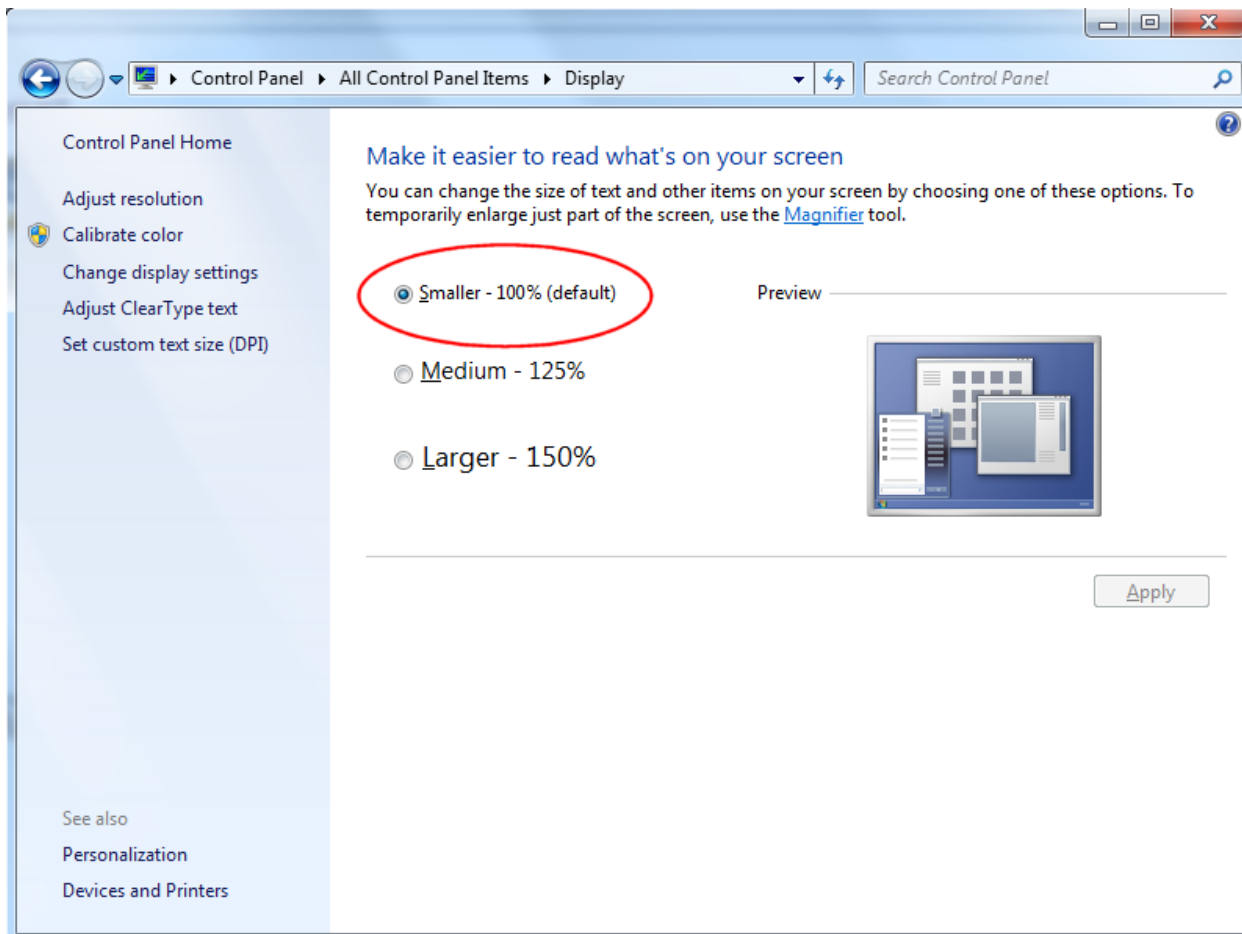 Control Panel All Control Panel Items Display
Search Control Panel
Control Panel Home
Adjust resolution
Calibrate color
Change display settings
Adjust ClearType text
Set custom text size (DPI)
See also
Personalization
Devices and Printers
Make it easier to read what's on your screen
You can change the size of text and other items on your screen by choosing one of these options. To
temporarily enlarge just part of the screen, use the Magnifier tool.
Smaller - 100% (default)
Medium - 125%
Larger - 150%
Preview
Apply